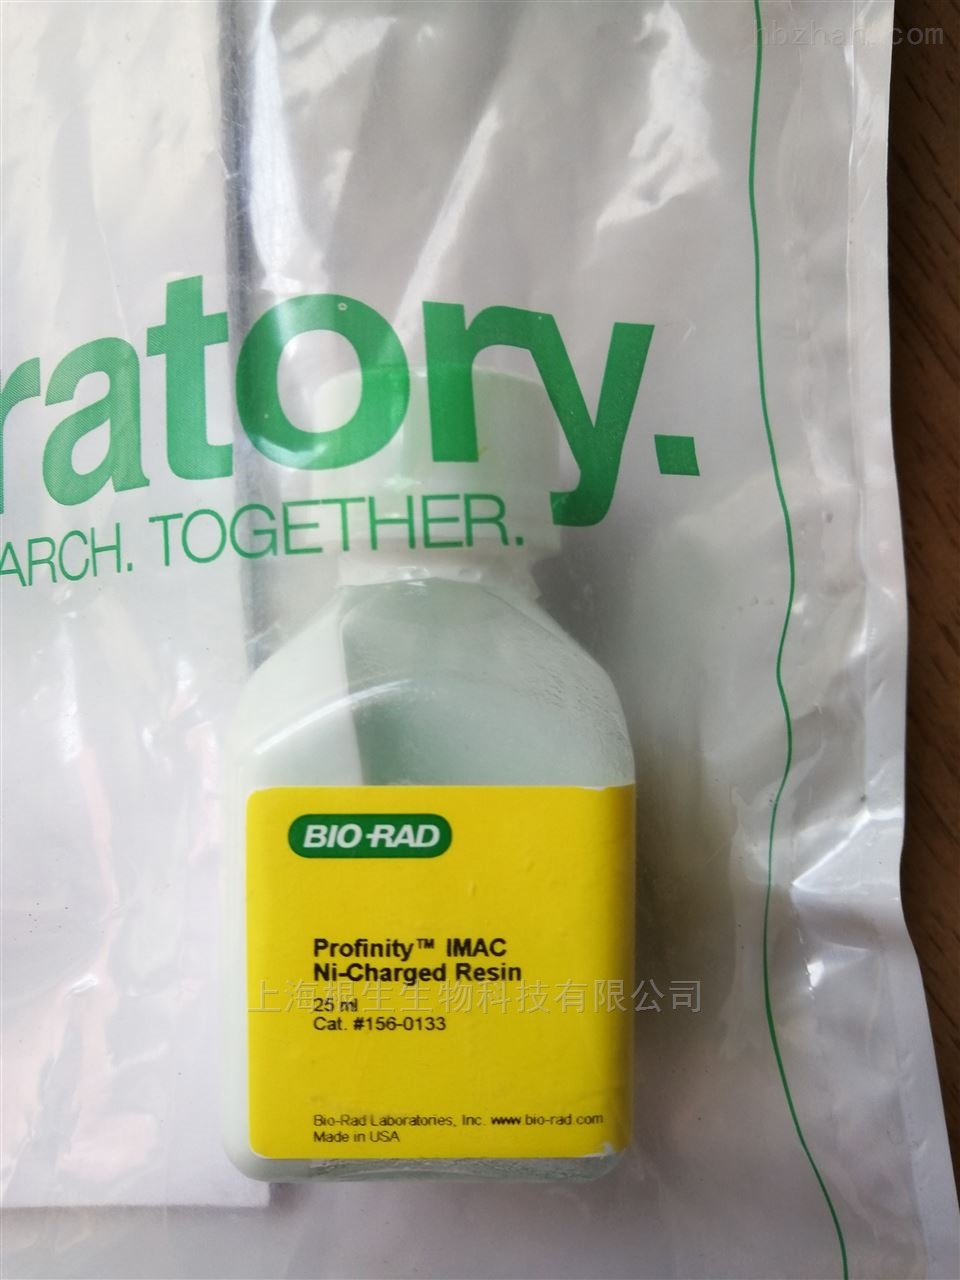 hbzhan.com
ratory.
ARCH. TOGETHER.
BIO-RAD
Profinity™ IMAC
Ni-Charged Resin
上海根生生物科技有限公司
25 ml
Cat. #156-0133
Bio-Rad Laboratories, Inc. www.bio-rad.com
Made in USA